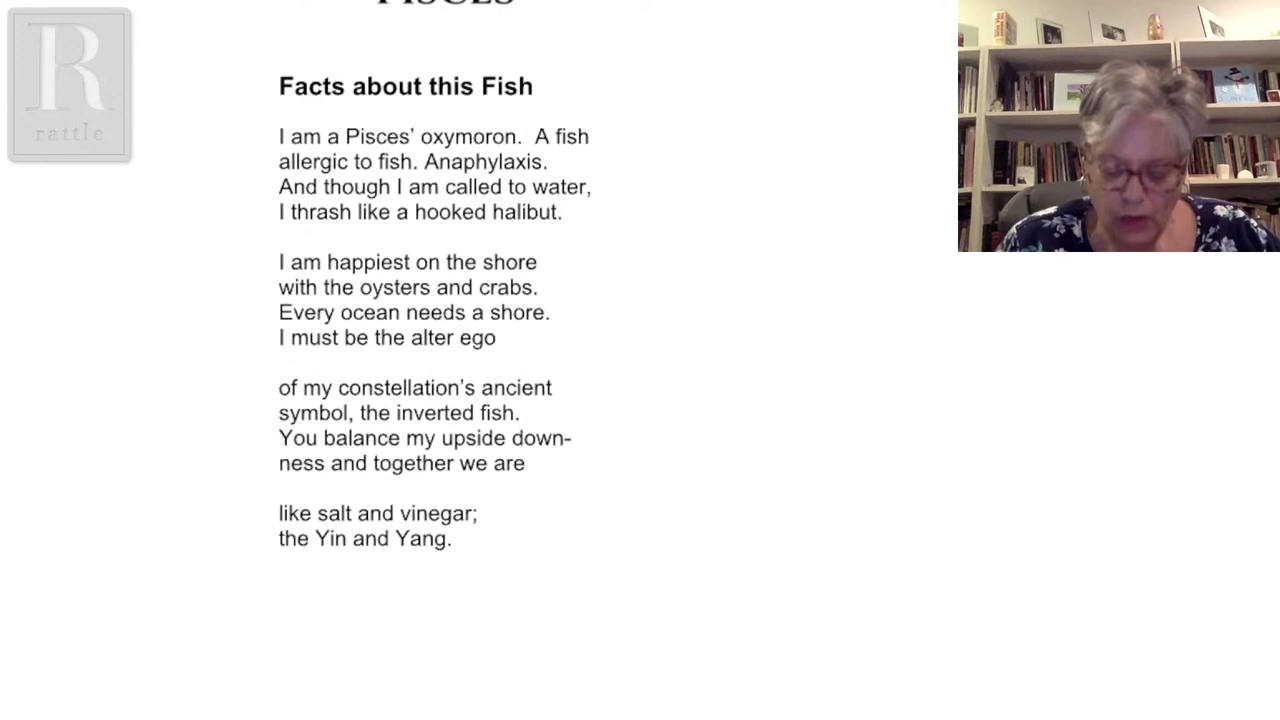 PISCES
R
rattle
Facts about this Fish
I am a Pisces’ oxymoron.  A fish
allergic to fish. Anaphylaxis.
And though I am called to water,
I thrash like a hooked halibut.
I am happiest on the shore
with the oysters and crabs.
Every ocean needs a shore.
I must be the alter ego
of my constellation’s ancient
symbol, the inverted fish.
You balance my upside down-
ness and together we are
like salt and vinegar;
the Yin and Yang.